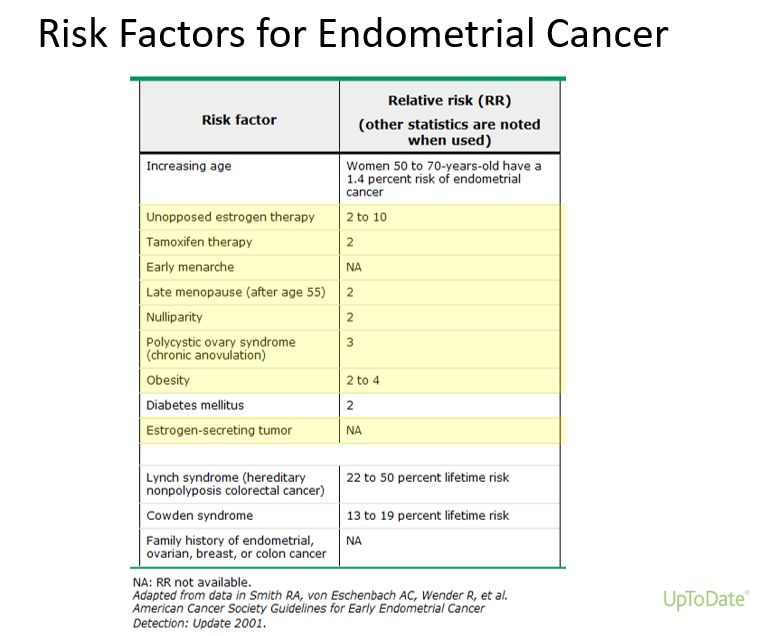 Risk Factors for Endometrial Cancer
Risk factor
Relative risk (RR)
(other statistics are noted
when used)
Increasing age
Women 50 to 70-years-old have a
1.4 percent risk of endometrial
cancer
Unopposed estrogen therapy
2 to 10
Tamoxifen therapy
2
Early menarche
NA
Late menopause (after age 55)
2
Nulliparity
2
Polycystic ovary syndrome
(chronic anovulation)
3
Obesity
2 to 4
Diabetes mellitus
2
Estrogen-secreting tumor
NA
Lynch syndrome (hereditary
nonpolyposis colorectal cancer)
22 to 50 percent lifetime risk
Cowden syndrome
13 to 19 percent lifetime risk
Family history of endometrial,
ovarian, breast, or colon cancer
NA
NA: RR not available.
Adapted from data in Smith RA, von Eschenbach AC, Wender R, et al.
American Cancer Society Guidelines for Early Endometrial Cancer
Detection: Update 2001.
UpToDate®